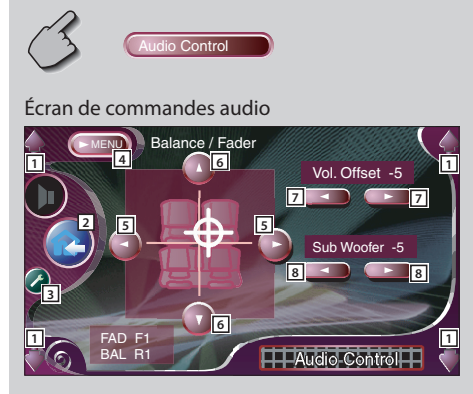 Audio Control
Écran de commandes audio
►MENU
Balance / Fader
1
4
6
1
Vol. Offset -5
7
7
2
5
5
Sub Woofer -5
8
8
3
6
1
1
FAD F1
BAL R1
Audio Control